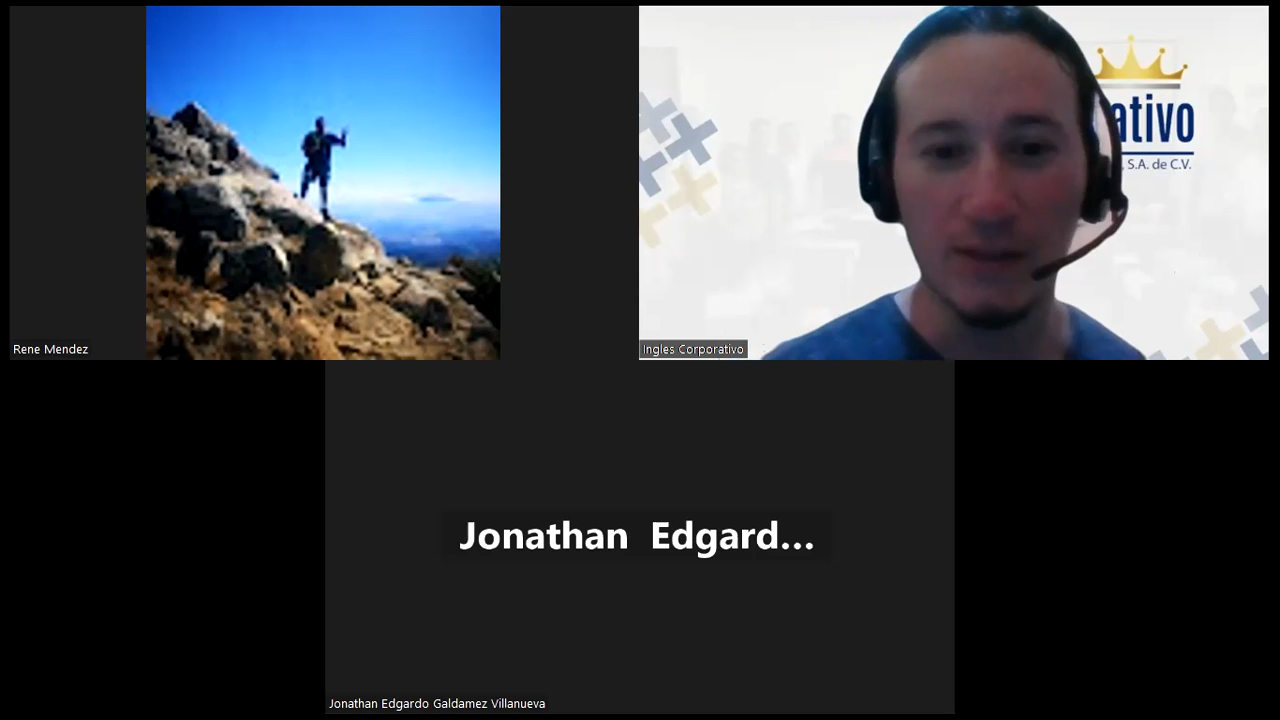 ativo
, S.A. de C.V.
Rene Mendez
Ingles Corporativo
Jonathan Edgard...
Jonathan Edgardo Galdamez Villanueva